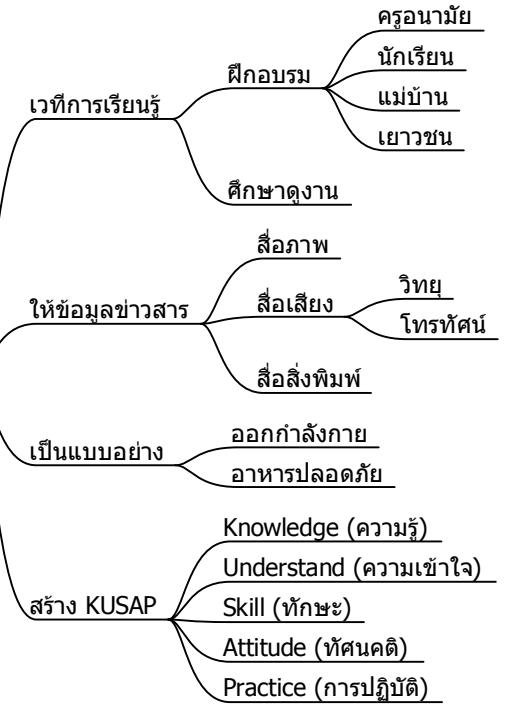 เวทีการเรียนรู้
ฝึกอบรม
ครูอนามัย
นักเรียน
แม่บ้าน
เยาวชน
ศึกษาดูงาน
ให้ข้อมูลข่าวสาร
สื่อภาพ
สื่อเสียง
วิทยุ
โทรทัศน์
สื่อสิ่งพิมพ์
เป็นแบบอย่าง
ออกกำลังกาย
อาหารปลอดภัย
สร้าง KUSAP
Knowledge (ความรู้)
Understand (ความเข้าใจ)
Skill (ทักษะ)
Attitude (ทัศนคติ)
Practice (การปฏิบัติ)